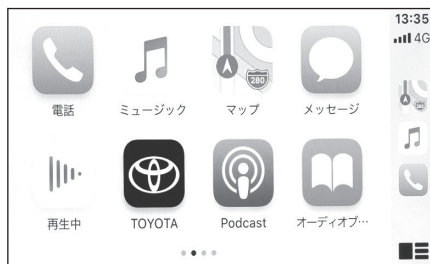 13:35
4G
280
電話
ミュージック
マップ
メッセージ
再生中
TOYOTA
Podcast
オーディオブ…